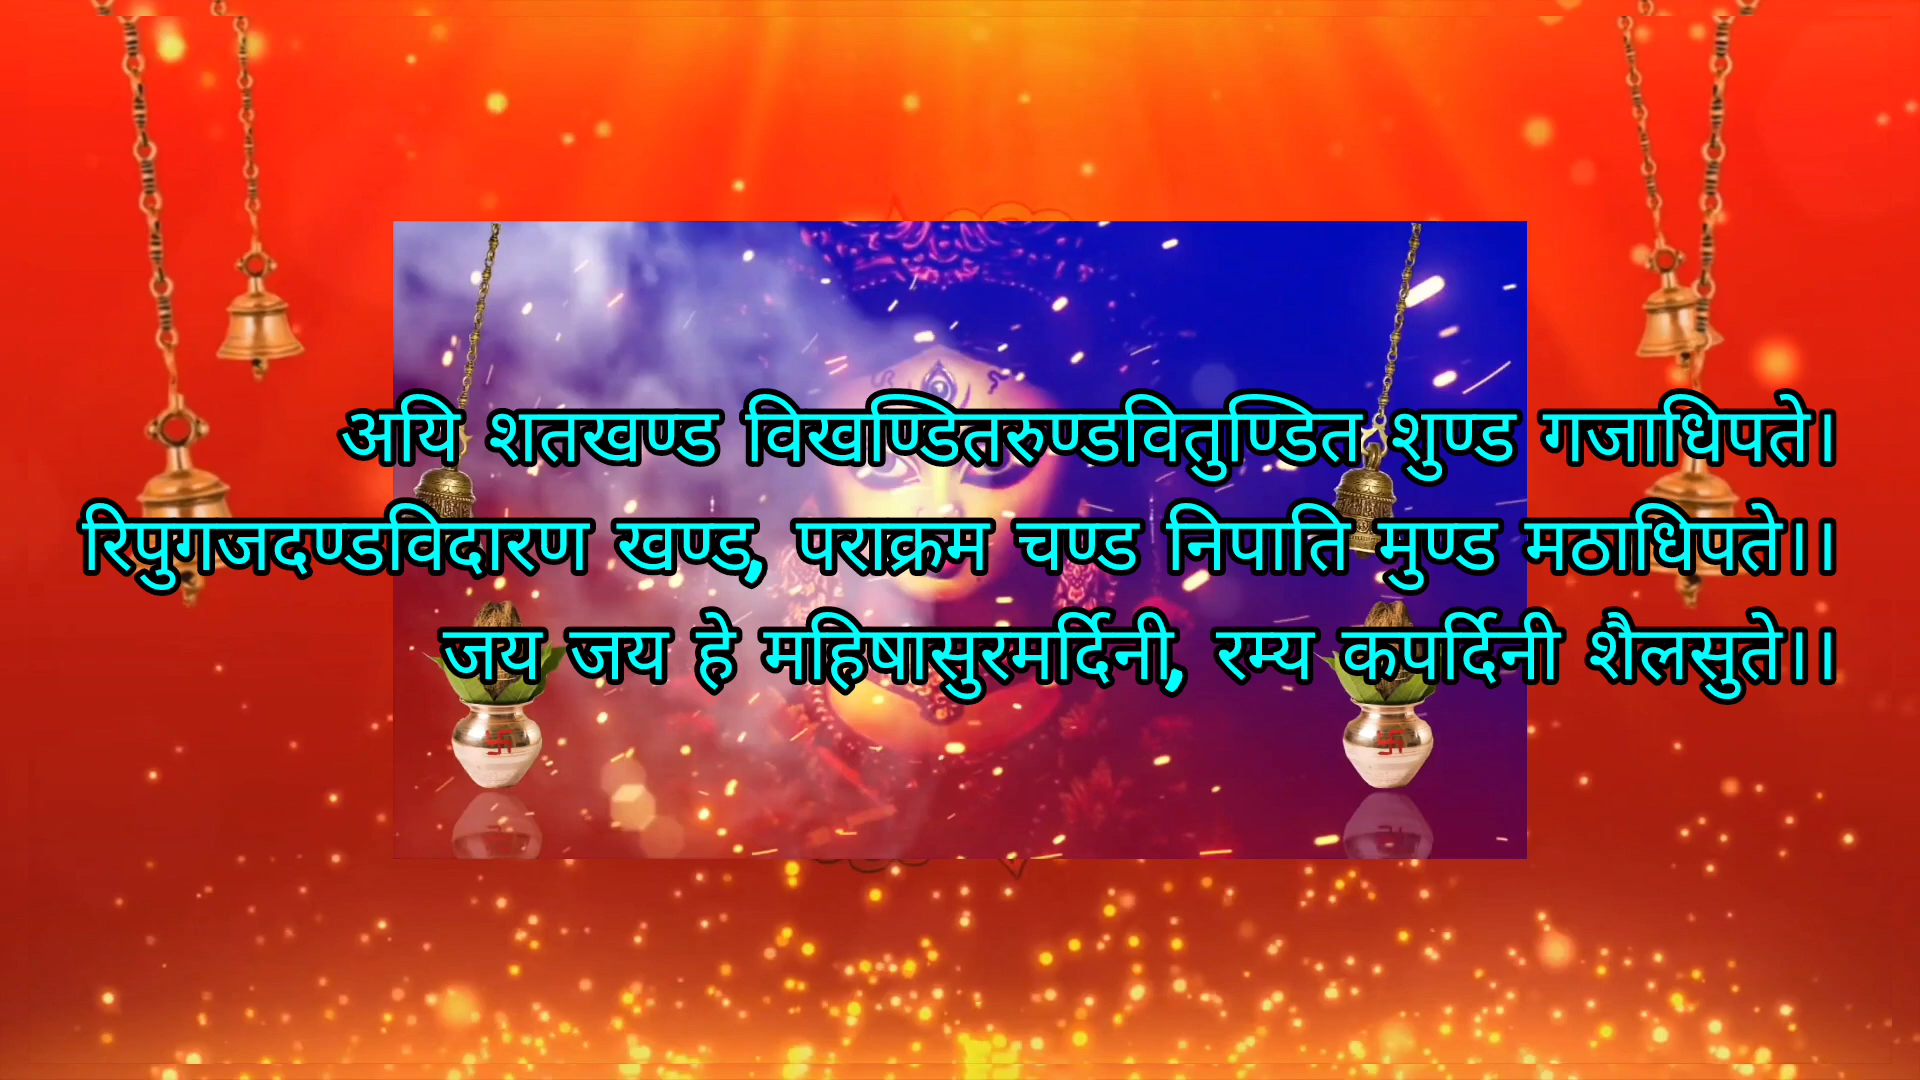 अयि शतखण्ड विखण्डितरुण्डवितुण्डित शुण्ड गजाधिपते।
रिपुगजदण्डविदारण खण्ड, पराक्रम चण्ड निपाति मुण्ड मठाधिपते।।
जय जय हे महिषासुरमर्दिनी, रम्य कपर्दिनी शैलसुते।।